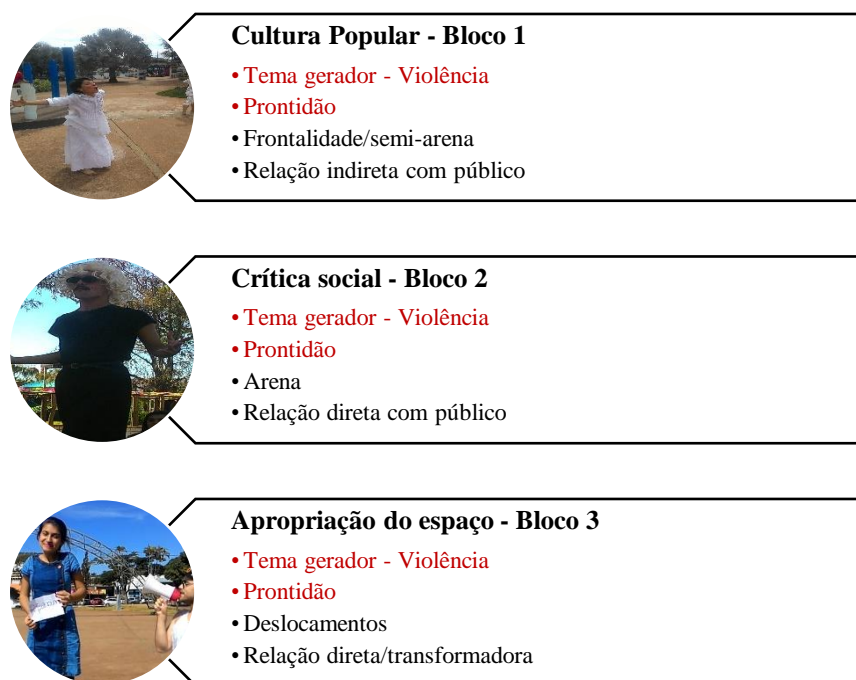 Cultura Popular - Bloco 1
• Tema gerador - Violência
• Prontidão
• Frontalidade/semi-arena
• Relação indireta com público
Crítica social - Bloco 2
• Tema gerador - Violência
• Prontidão
• Arena
• Relação direta com público
Apropriação do espaço - Bloco 3
• Tema gerador - Violência
• Prontidão
• Deslocamentos
• Relação direta/transformadora